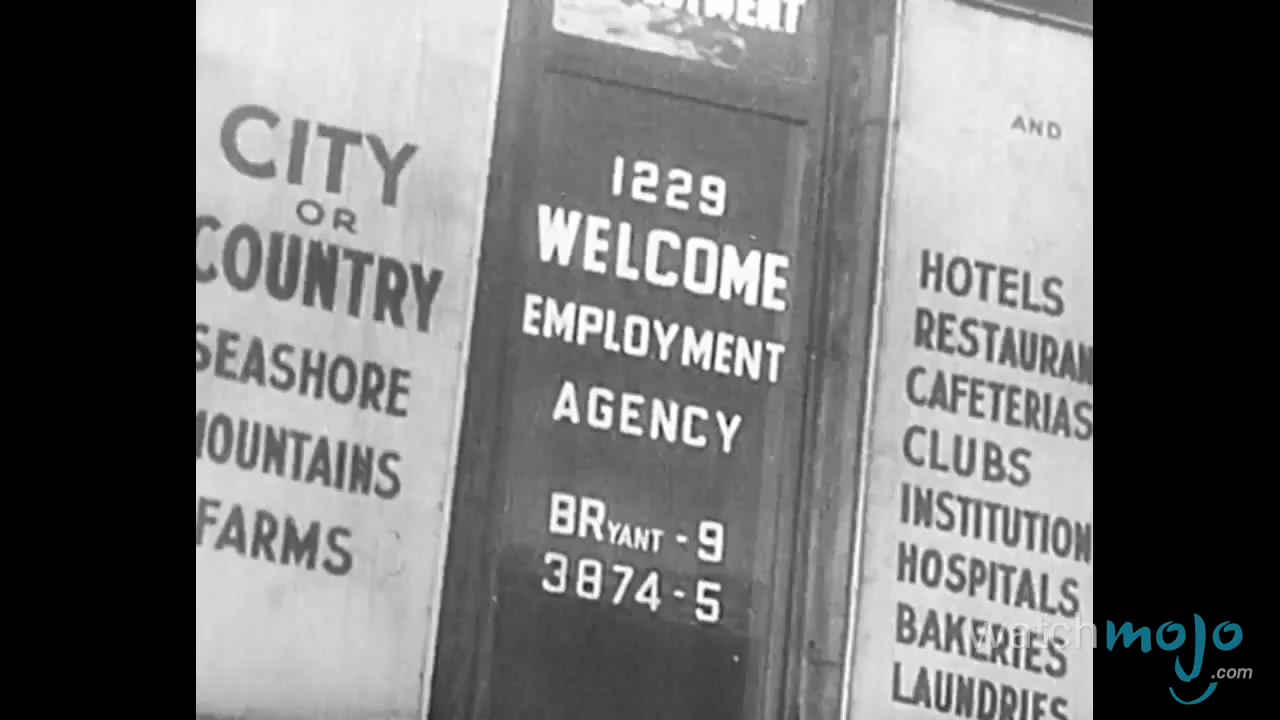 CITY
OR
COUNTRY
SEASHORE
MOUNTAINS
FARMS
1229
WELCOME
EMPLOYMENT
AGENCY
BRYANT - 9
3874 - 5
AND
HOTELS
RESTAURAN
CAFETERIAS
CLUBS
INSTITUTION
HOSPITALS
BAKERIES
LAUNDRIES
watchmojo
.com